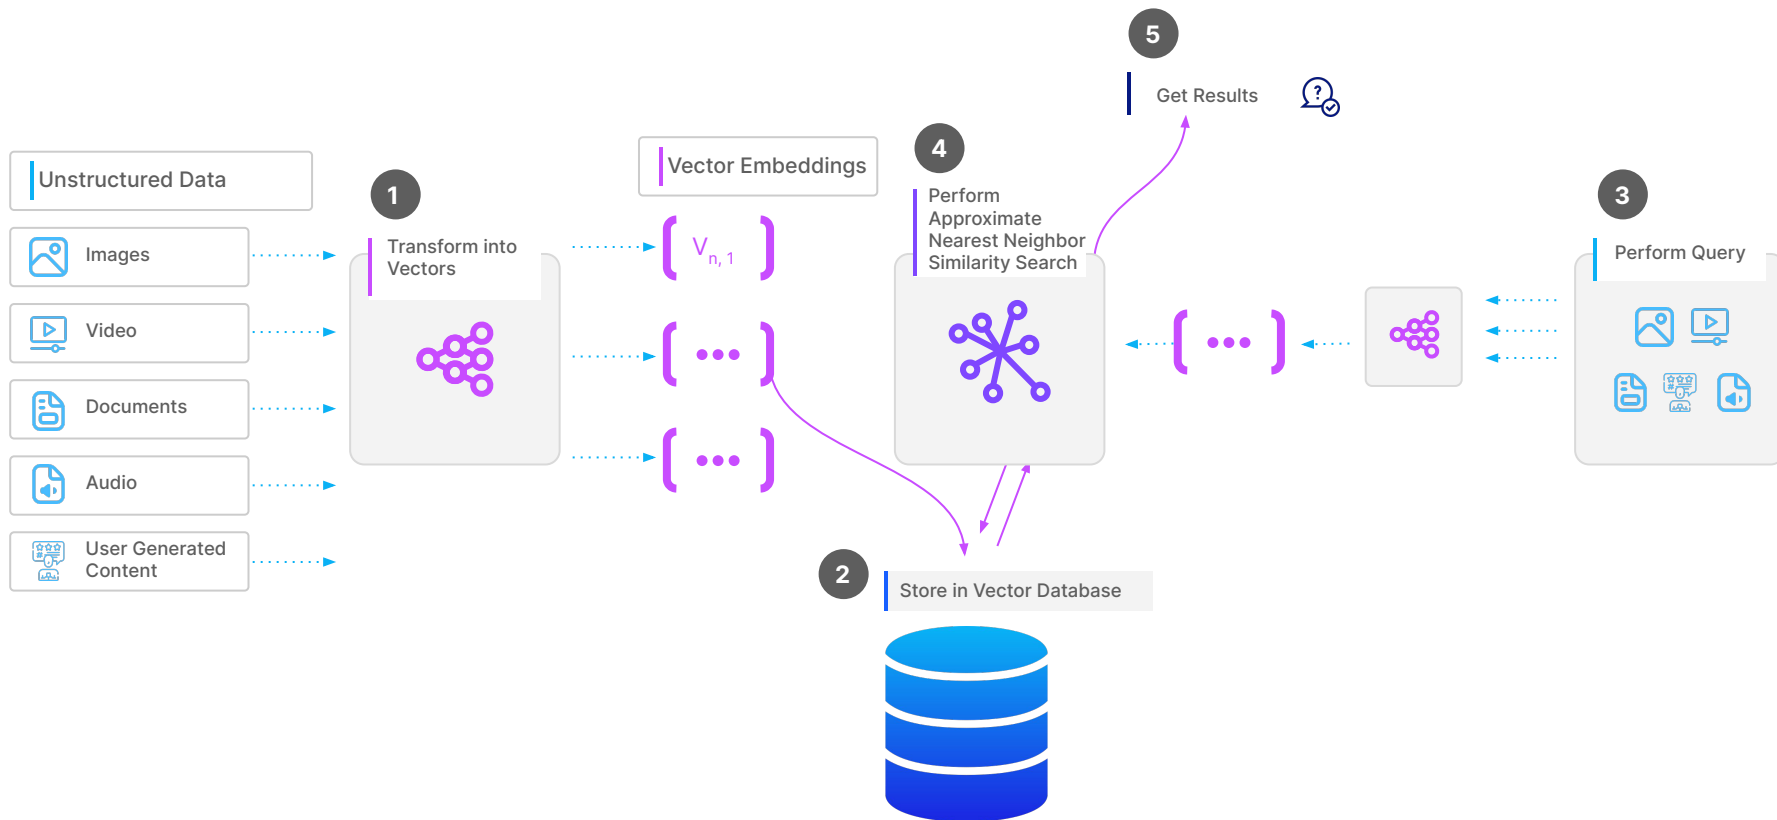 Unstructured Data
Images
Video
Documents
Audio
User Generated
Content
1
Transform into
Vectors
Vector Embeddings
V n, 1
2
Store in Vector Database
3
Perform Query
4
Perform
Approximate
Nearest Neighbor
Similarity Search
5
Get Results
?